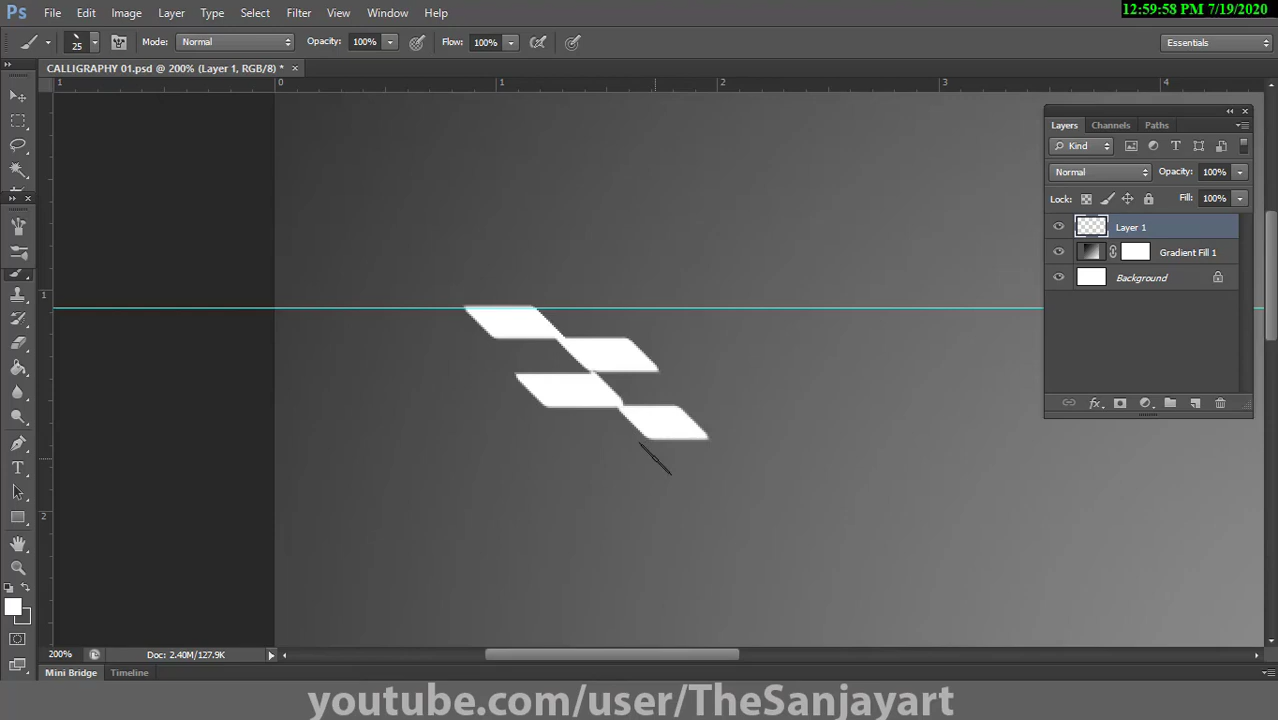 12:59:58 PM 7/19/2020
Ps File Edit Image Layer Type Select Filter View Window Help
25 Mode: Normal Opacity: 100% Flow: 100% Essentials
CALLIGRAPHY 01.psd @ 200% (Layer 1, RGB/8) * ×
1 0 1 2 3 4
Layers Channels Paths
Kind T
Normal Opacity: 100%
Lock: Fill: 100%
Layer 1
Gradient Fill 1
Background
fx
1
2
200% Doc: 2.40M/127.9K
Mini Bridge Timeline
youtube.com/user/TheSanjayart